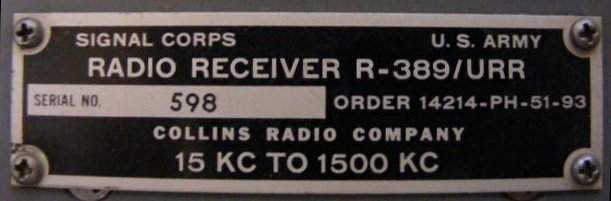 SIGNAL CORPS U. S. ARMY
RADIO RECEIVER R-389/URR
SERIAL NO. 598 ORDER 14214-PH-51-93
COLLINS RADIO COMPANY
15 KC TO 1500 KC